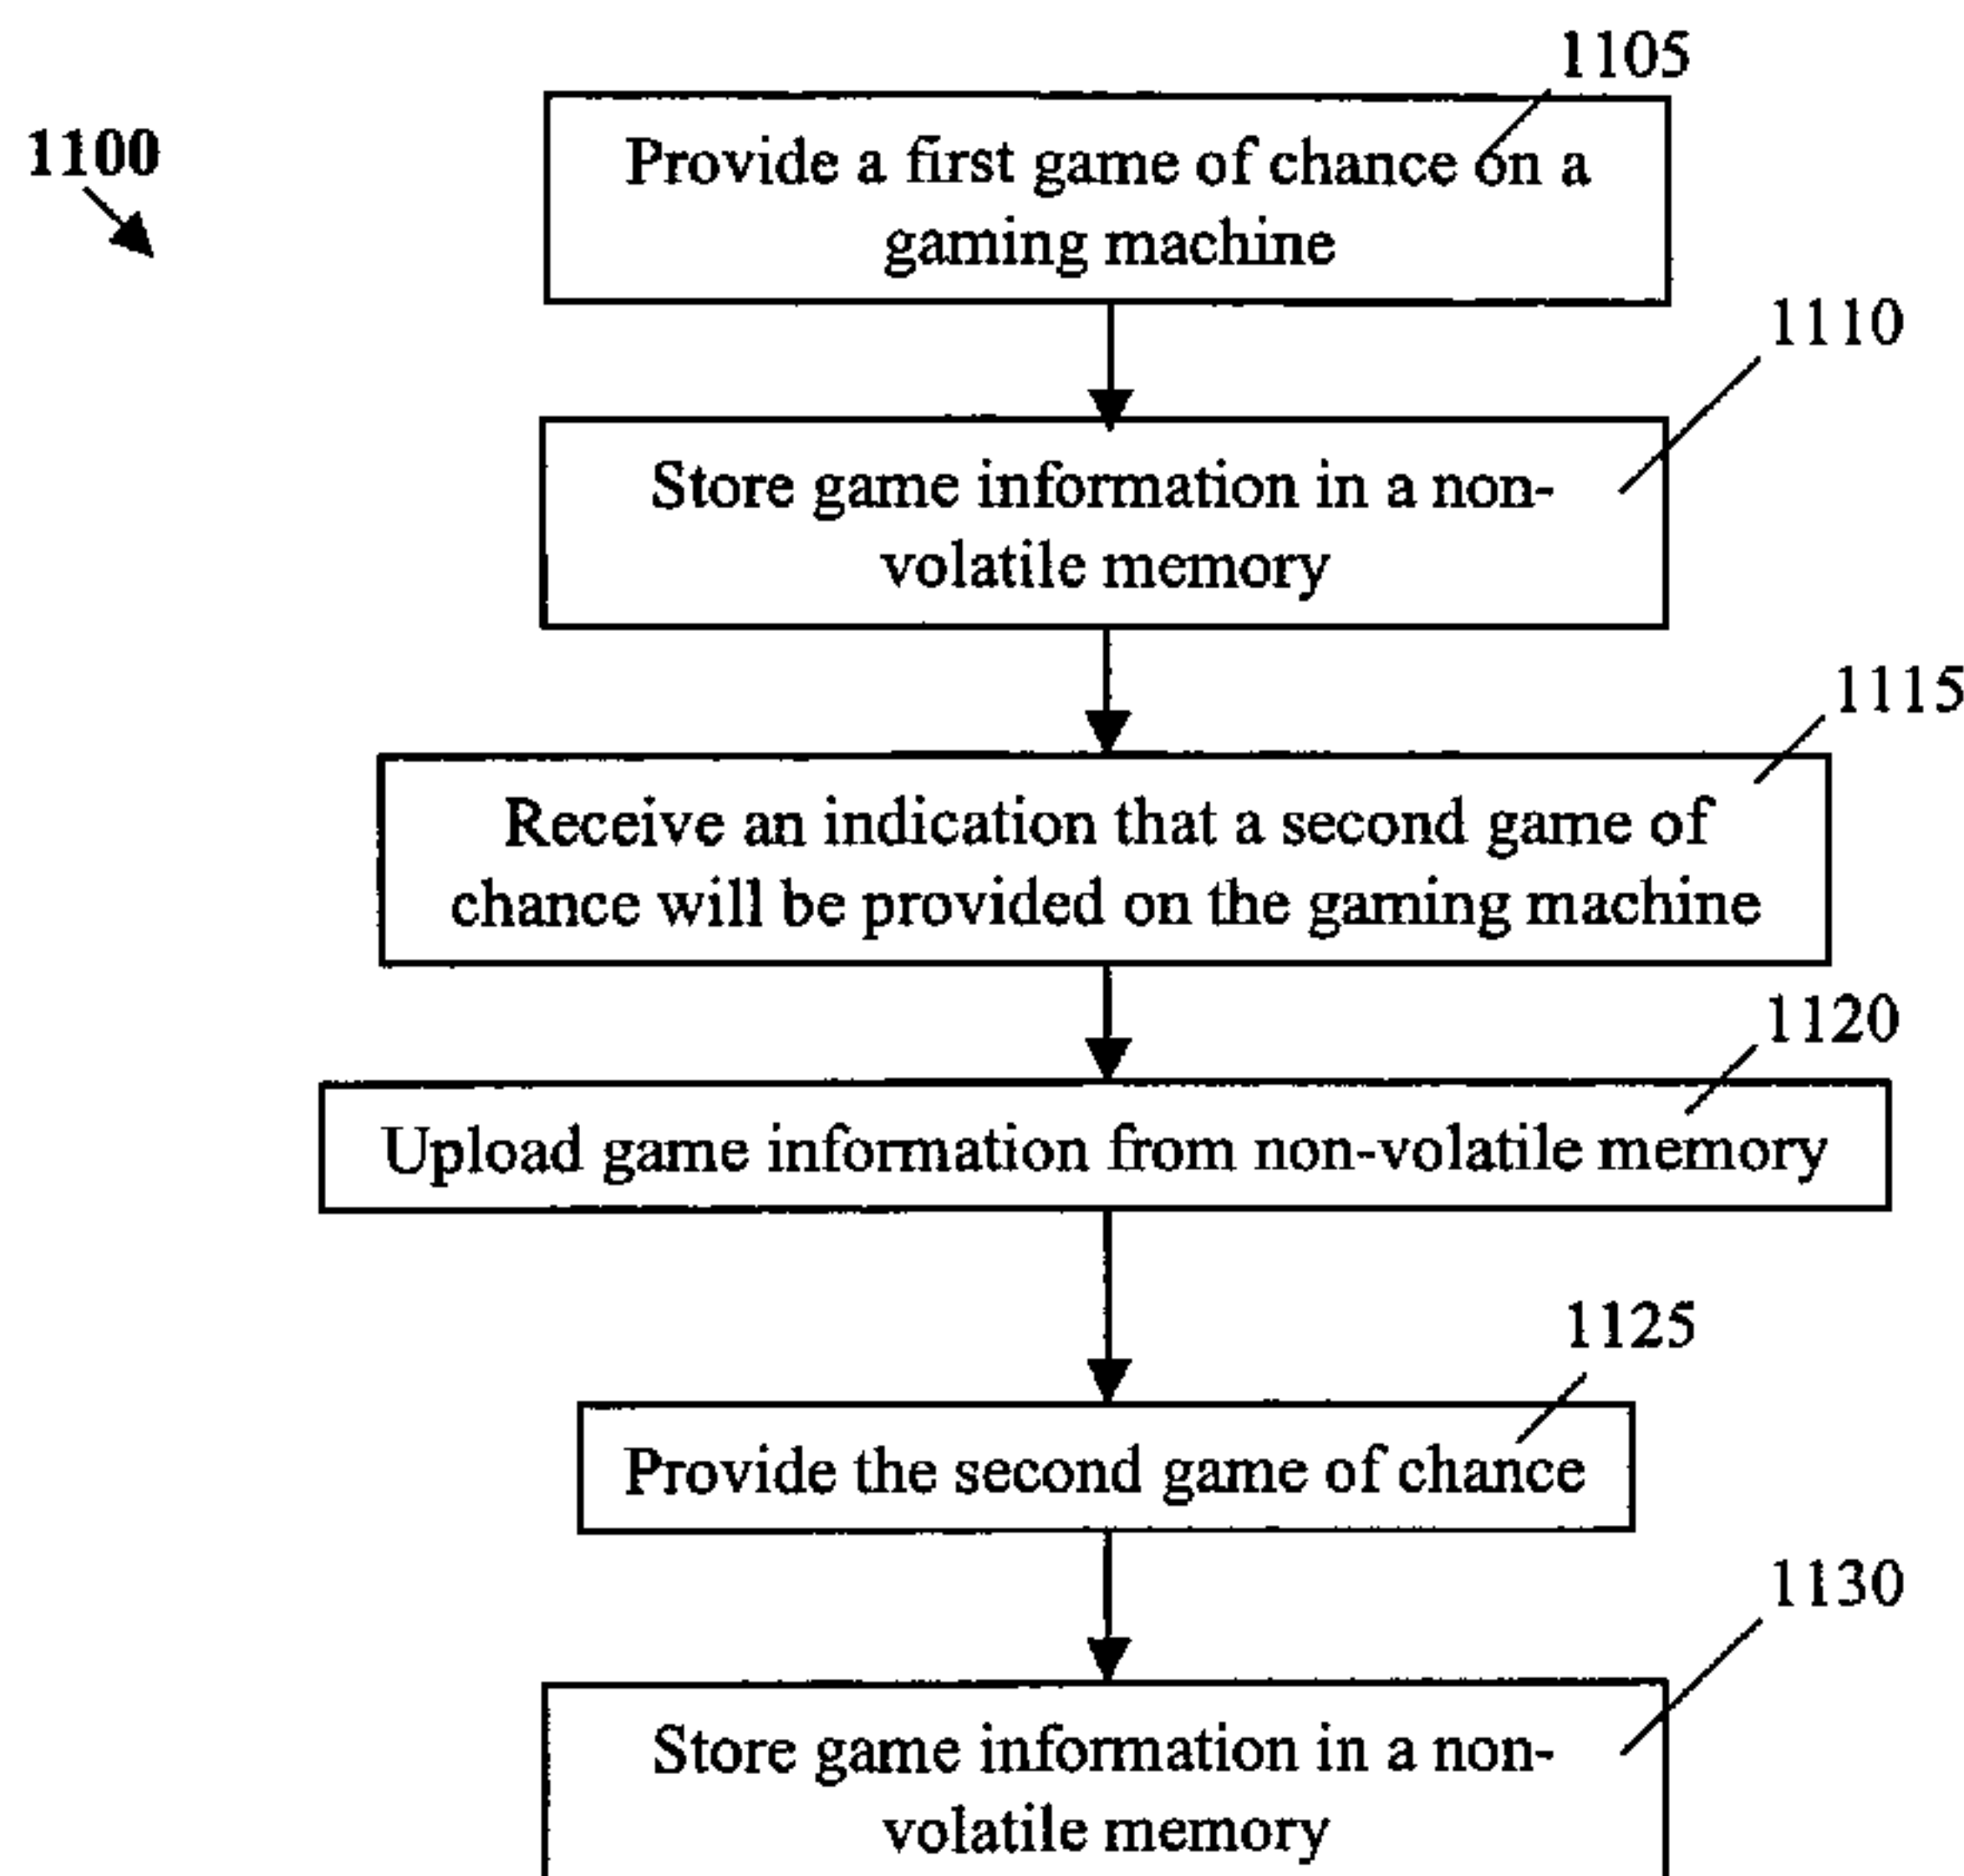 1105
1100
Provide a first game of chance on a
gaming machine
1110
Store game information in a non-
volatile memory
1115
Receive an indication that a second game of
chance will be provided on the gaming machine
1120
Upload game information from non-volatile memory
1125
Provide the second game of chance
1130
Store game information in a non-
volatile memory